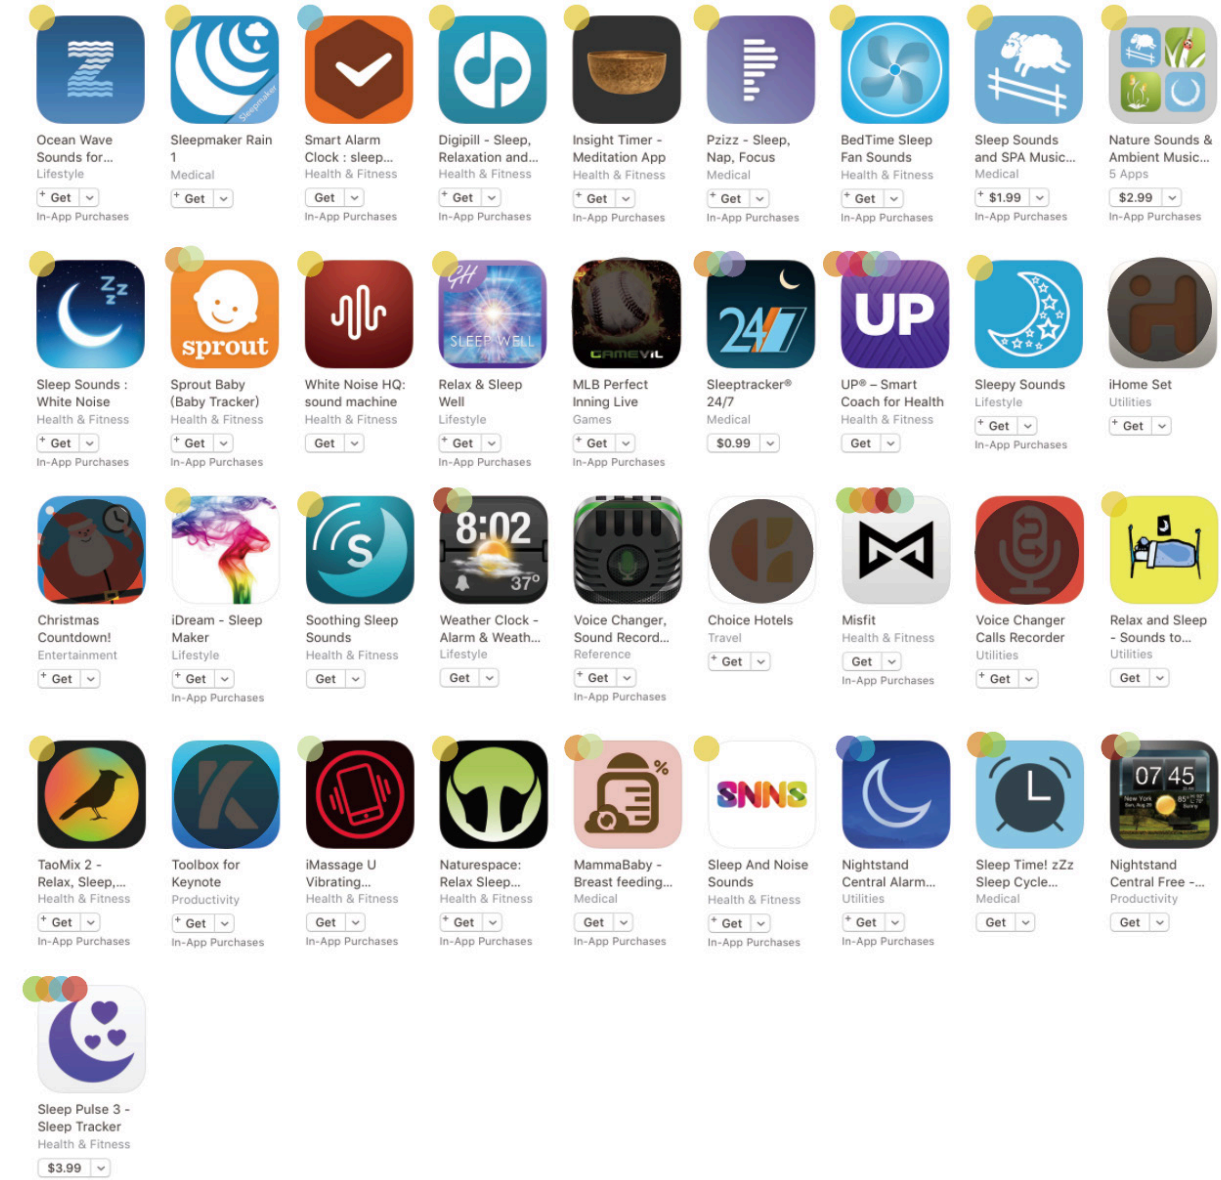 Sleepmaker
Ocean Wave
Sounds for...
Lifestyle
+ Get
In-App Purchases
Sleepmaker Rain
1
Medical
+ Get
Smart Alarm
Clock : sleep...
Health & Fitness
Get
In-App Purchases
Digipill - Sleep,
Relaxation and...
Health & Fitness
+ Get
In-App Purchases
Insight Timer -
Meditation App
Health & Fitness
+ Get
In-App Purchases
Pzizz - Sleep,
Nap, Focus
Medical
+ Get
In-App Purchases
BedTime Sleep
Fan Sounds
Health & Fitness
+ Get
In-App Purchases
Sleep Sounds
and SPA Music...
Medical
+ $1.99
In-App Purchases
Nature Sounds &
Ambient Music...
5 Apps
$2.99
In-App Purchases
Z z z
Sleep Sounds :
White Noise
Health & Fitness
+ Get
In-App Purchases
sprout
Sprout Baby
(Baby Tracker)
Health & Fitness
+ Get
In-App Purchases
White Noise HQ:
sound machine
Health & Fitness
Get
In-App Purchases
GH
SLEEP WELL
Relax & Sleep
Well
Lifestyle
+ Get
In-App Purchases
GAMEVIL
MLB Perfect
Inning Live
Games
+ Get
In-App Purchases
24/7
Sleeptracker®
24/7
Medical
$0.99
UP
UP® – Smart
Coach for Health
Health & Fitness
Get
Sleepy Sounds
Lifestyle
+ Get
In-App Purchases
iHome Set
Utilities
+ Get
Christmas
Countdown!
Entertainment
+ Get
iDream - Sleep
Maker
Lifestyle
+ Get
In-App Purchases
S
Soothing Sleep
Sounds
Health & Fitness
Get
8:02
37°
Weather Clock -
Alarm & Weath...
Lifestyle
Get
Voice Changer,
Sound Record...
Reference
+ Get
In-App Purchases
Choice Hotels
Travel
+ Get
Misfit
Health & Fitness
Get
In-App Purchases
Voice Changer
Calls Recorder
Utilities
+ Get
Relax and Sleep
- Sounds to...
Utilities
Get
TaoMix 2 -
Relax, Sleep,...
Health & Fitness
+ Get
In-App Purchases
K
Toolbox for
Keynote
Productivity
+ Get
In-App Purchases
iMassage U
Vibrating...
Health & Fitness
Get
In-App Purchases
Naturespace:
Relax Sleep...
Health & Fitness
+ Get
In-App Purchases
%
MammaBaby -
Breast feeding...
Medical
Get
In-App Purchases
SNNS
Sleep And Noise
Sounds
Health & Fitness
+ Get
In-App Purchases
Nightstand
Central Alarm...
Utilities
+ Get
In-App Purchases
Sleep Time! zZz
Sleep Cycle...
Medical
Get
07 45
New York
Nightstand
Central Free -...
Productivity
Get
Sleep Pulse 3 -
Sleep Tracker
Health & Fitness
$3.99